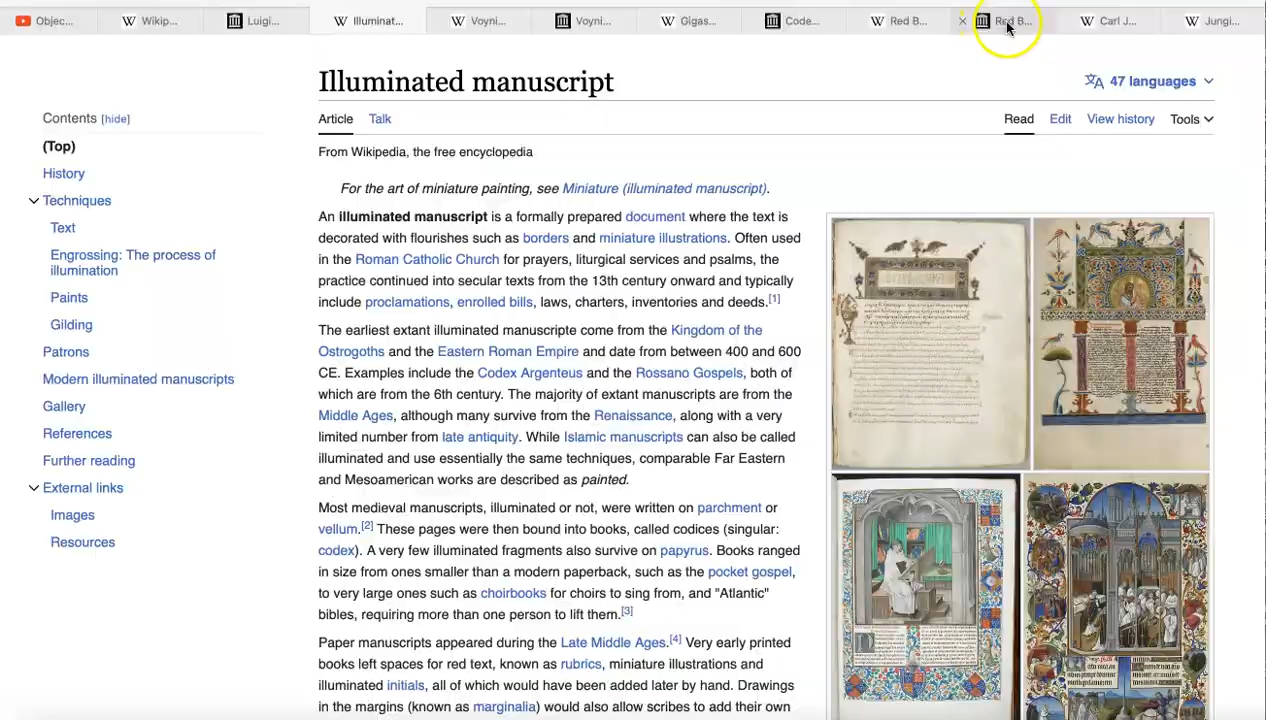 Objec...
Wikip...
Luigi...
Illuminat...
Voyni...
Voyni...
Gigas...
Code...
Red B...
Red B...
Carl J...
Jungi...
Illuminated manuscript
47 languages
Contents [hide]
(Top)
History
Techniques
Text
Engrossing: The process of
illumination
Paints
Gilding
Patrons
Modern illuminated manuscripts
Gallery
References
Further reading
External links
Images
Resources
Article Talk
Read Edit View history Tools
From Wikipedia, the free encyclopedia
For the art of miniature painting, see Miniature (illuminated manuscript).
An illuminated manuscript is a formally prepared document where the text is
decorated with flourishes such as borders and miniature illustrations. Often used
in the Roman Catholic Church for prayers, liturgical services and psalms, the
practice continued into secular texts from the 13th century onward and typically
include proclamations, enrolled bills, laws, charters, inventories and deeds.[1]
The earliest extant illuminated manuscripts come from the Kingdom of the
Ostrogoths and the Eastern Roman Empire and date from between 400 and 600
CE. Examples include the Codex Argenteus and the Rossano Gospels, both of
which are from the 6th century. The majority of extant manuscripts are from the
Middle Ages, although many survive from the Renaissance, along with a very
limited number from late antiquity. While Islamic manuscripts can also be called
illuminated and use essentially the same techniques, comparable Far Eastern
and Mesoamerican works are described as painted.
Most medieval manuscripts, illuminated or not, were written on parchment or
vellum.[2] These pages were then bound into books, called codices (singular:
codex). A very few illuminated fragments also survive on papyrus. Books ranged
in size from ones smaller than a modern paperback, such as the pocket gospel,
to very large ones such as choirbooks for choirs to sing from, and "Atlantic"
bibles, requiring more than one person to lift them.[3]
Paper manuscripts appeared during the Late Middle Ages.[4] Very early printed
books left spaces for red text, known as rubrics, miniature illustrations and
illuminated initials, all of which would have been added later by hand. Drawings
in the margins (known as marginalia) would also allow scribes to add their own